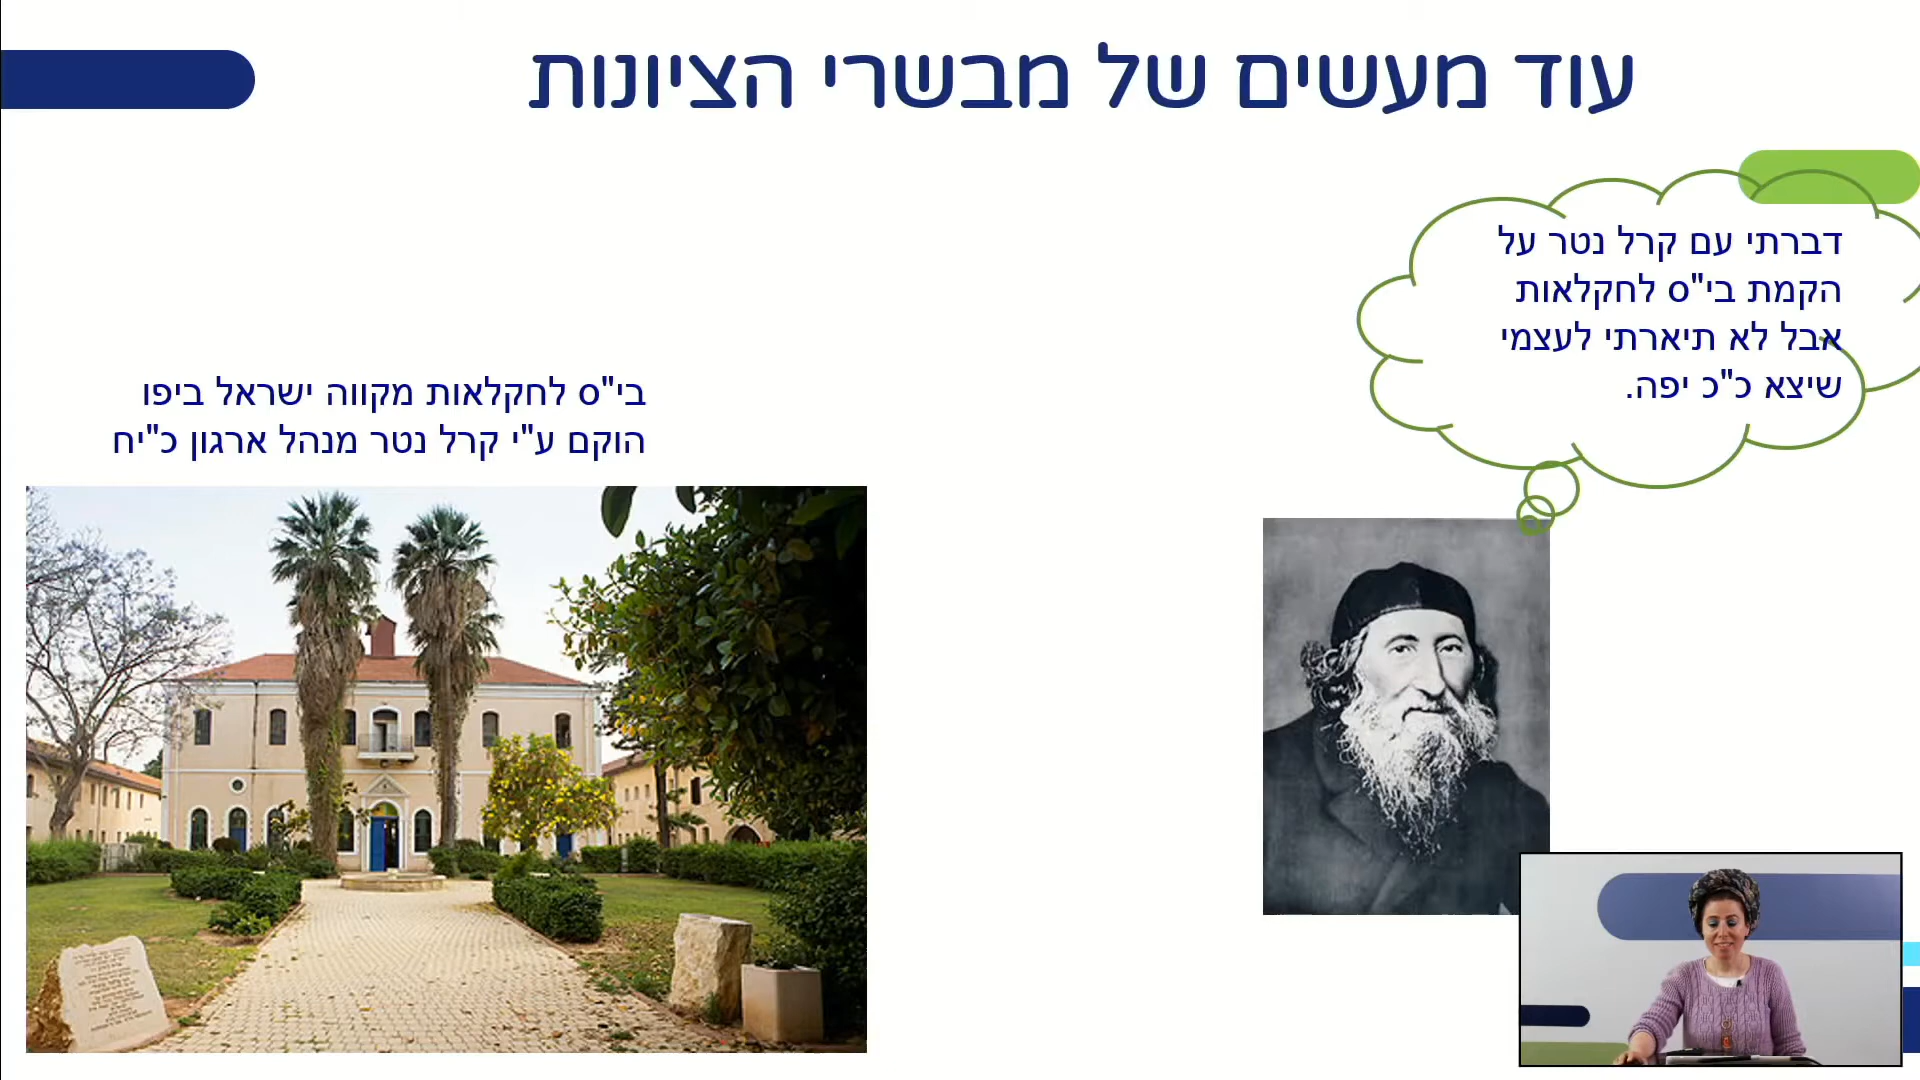 עוד מעשים של מבשרי הציונות
דברתי עם קרל נטר על
הקמת בי"ס לחקלאות
אבל לא תיארתי לעצמי
שיצא כ"כ יפה.
בי"ס לחקלאות מקווה ישראל ביפו
הוקם ע"י קרל נטר מנהל ארגון כ"יח